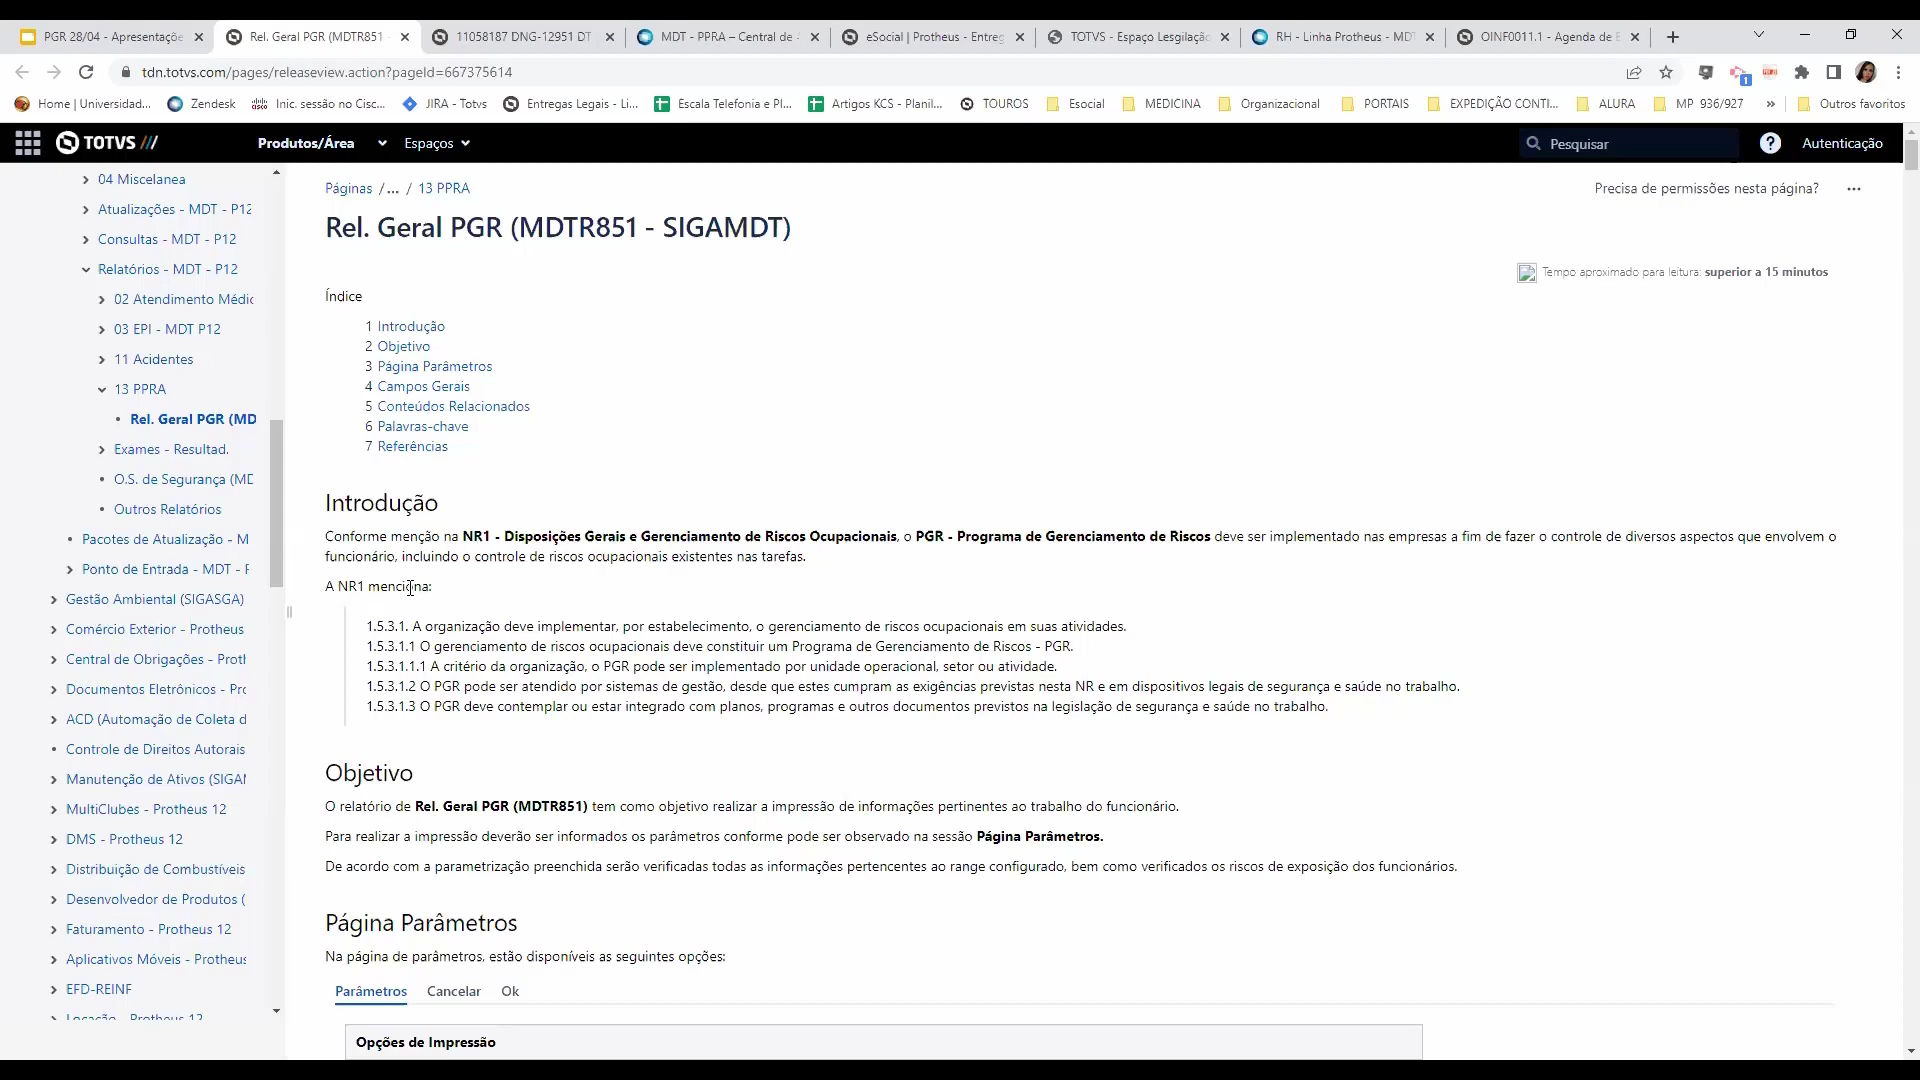 PGR 28/04 - Apresentaçõe
Rel. Geral PGR (MDTR851
11058187 DNG-12951 DT
MDT - PPRA – Central de
eSocial | Protheus - Entreg
TOTVS - Espaço Lesgilação
RH - Linha Protheus - MDT
OINF0011.1 - Agenda de E
tdn.totvs.com/pages/releaseview.action?pageId=667375614
Home | Universidad...
Zendesk
Inic. sessão no Cisc...
JIRA - Totvs
Entregas Legais - Li...
Escala Telefonia e Pl...
Artigos KCS - Planil...
TOUROS
Esocial
MEDICINA
Organizacional
PORTAIS
EXPEDIÇÃO CONTI...
ALURA
MP 936/927
»
Outros favoritos
TOTVS
Produtos/Área
Espaços
Pesquisar
Autenticação
04 Miscelanea
Atualizações - MDT - P12
Consultas - MDT - P12
Relatórios - MDT - P12
02 Atendimento Médic
03 EPI - MDT P12
11 Acidentes
13 PPRA
Rel. Geral PGR (MD
Exames - Resultad.
O.S. de Segurança (MD
Outros Relatórios
Pacotes de Atualização - M
Ponto de Entrada - MDT - P
Gestão Ambiental (SIGASGA)
Comércio Exterior - Protheus
Central de Obrigações - Proth
Documentos Eletrônicos - Pro
ACD (Automação de Coleta d
Controle de Direitos Autorais
Manutenção de Ativos (SIGAM
MultiClubes - Protheus 12
DMS - Protheus 12
Distribuição de Combustíveis
Desenvolvedor de Produtos (
Faturamento - Protheus 12
Aplicativos Móveis - Protheus
EFD-REINF
Locação - Protheus 12
Páginas /... / 13 PPRA
Precisa de permissões nesta página?
Rel. Geral PGR (MDTR851 - SIGAMDT)
Tempo aproximado para leitura: superior a 15 minutos
Índice
1 Introdução
2 Objetivo
3 Página Parâmetros
4 Campos Gerais
5 Conteúdos Relacionados
6 Palavras-chave
7 Referências
Introdução
Conforme menção na NR1 - Disposições Gerais e Gerenciamento de Riscos Ocupacionais, o PGR - Programa de Gerenciamento de Riscos deve ser implementado nas empresas a fim de fazer o controle de diversos aspectos que envolvem o
funcionário, incluindo o controle de riscos ocupacionais existentes nas tarefas.
A NR1 menciona:
1.5.3.1. A organização deve implementar, por estabelecimento, o gerenciamento de riscos ocupacionais em suas atividades.
1.5.3.1.1 O gerenciamento de riscos ocupacionais deve constituir um Programa de Gerenciamento de Riscos - PGR.
1.5.3.1.1.1 A critério da organização, o PGR pode ser implementado por unidade operacional, setor ou atividade.
1.5.3.1.2 O PGR pode ser atendido por sistemas de gestão, desde que estes cumpram as exigências previstas nesta NR e em dispositivos legais de segurança e saúde no trabalho.
1.5.3.1.3 O PGR deve contemplar ou estar integrado com planos, programas e outros documentos previstos na legislação de segurança e saúde no trabalho.
Objetivo
O relatório de Rel. Geral PGR (MDTR851) tem como objetivo realizar a impressão de informações pertinentes ao trabalho do funcionário.
Para realizar a impressão deverão ser informados os parâmetros conforme pode ser observado na sessão Página Parâmetros.
De acordo com a parametrização preenchida serão verificadas todas as informações pertencentes ao range configurado, bem como verificados os riscos de exposição dos funcionários.
Página Parâmetros
Na página de parâmetros, estão disponíveis as seguintes opções:
Parâmetros Cancelar Ok
Opções de Impressão